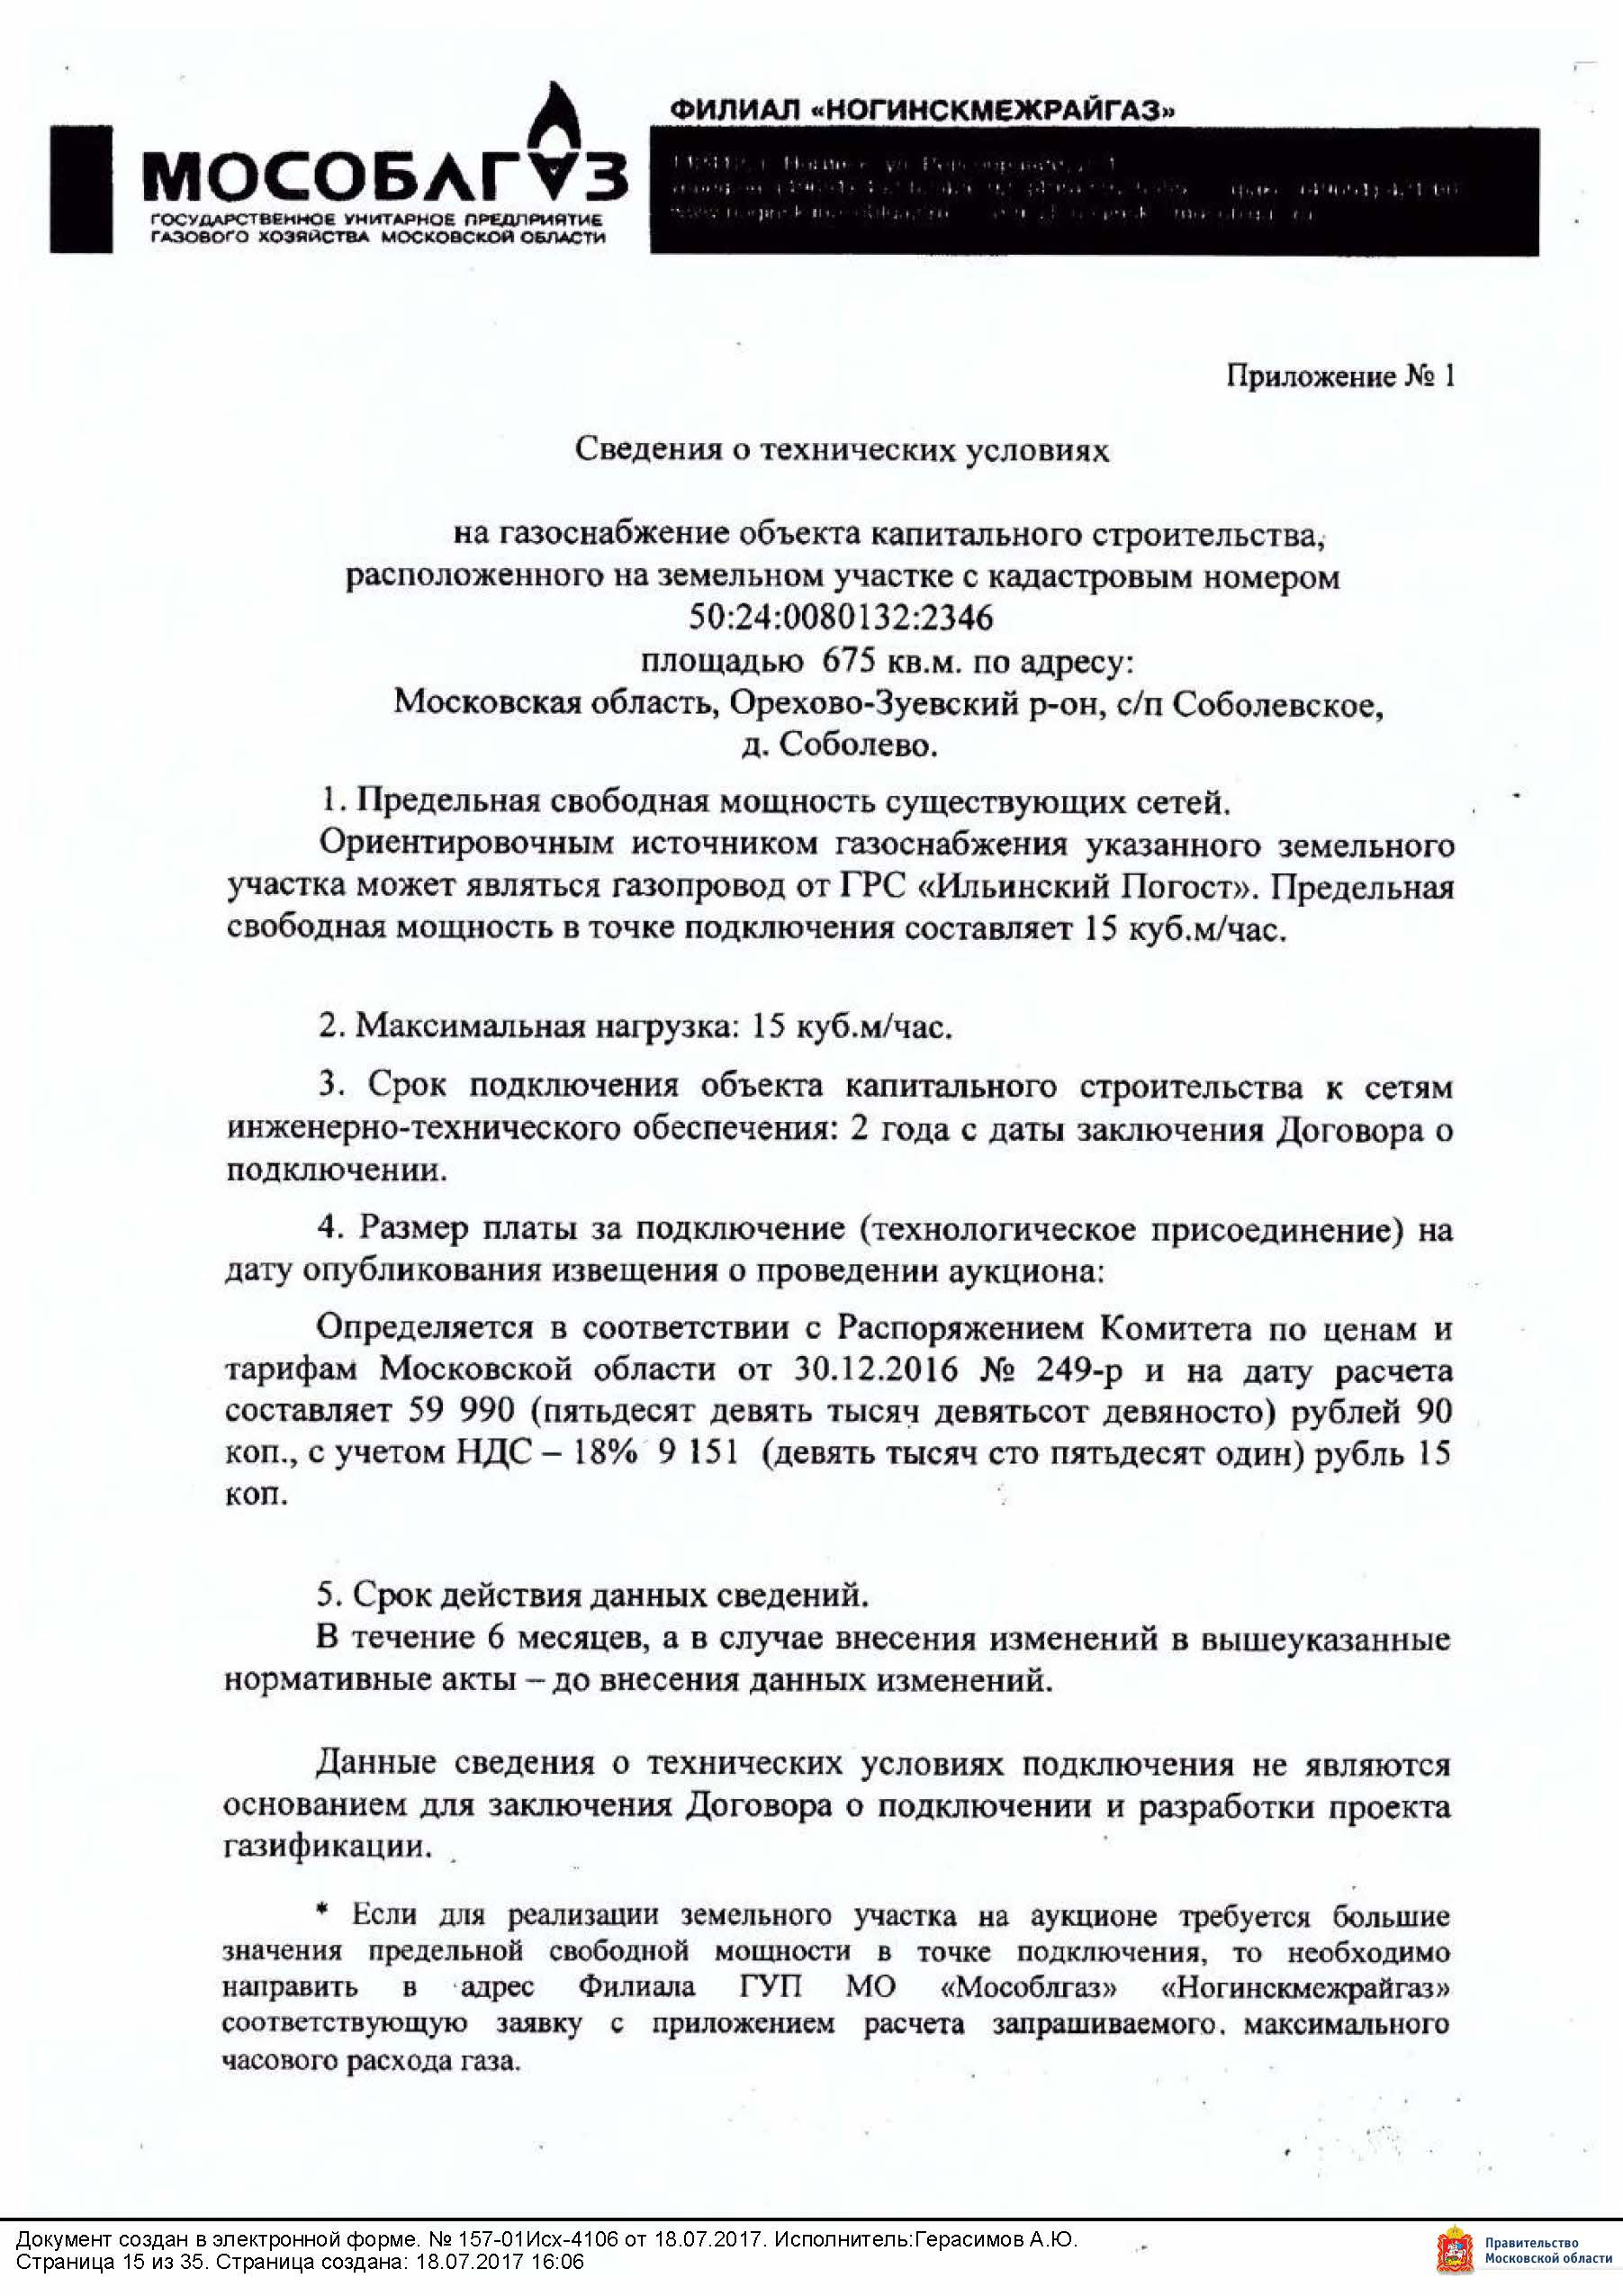 ФИЛИАЛ «НОГИНСКМЕЖРАЙГАЗ»
МОСОБЛГАЗ
ГОСУДАРСТВЕННОЕ УНИТАРНОЕ ПРЕДПРИЯТИЕ
ГАЗОВОГО ХОЗЯЙСТВА МОСКОВСКОЙ ОБЛАСТИ
Приложение № 1
Сведения о технических условиях
на газоснабжение объекта капитального строительства,
расположенного на земельном участке с кадастровым номером
50:24:0080132:2346
площадью 675 кв.м. по адресу:
Московская область, Орехово-Зуевский р-он, с/п Соболевское,
д. Соболево.
1. Предельная свободная мощность существующих сетей.
Ориентировочным источником газоснабжения указанного земельного
участка может являться газопровод от ГРС «Ильинский Погост». Предельная
свободная мощность в точке подключения составляет 15 куб.м/час.
2. Максимальная нагрузка: 15 куб.м/час.
3. Срок подключения объекта капитального строительства к сетям
инженерно-технического обеспечения: 2 года с даты заключения Договора о
подключении.
4. Размер платы за подключение (технологическое присоединение) на
дату опубликования извещения о проведении аукциона:
Определяется в соответствии с Распоряжением Комитета по ценам и
тарифам Московской области от 30.12.2016 № 249-р и на дату расчета
составляет 59 990 (пятьдесят девять тысяч девятьсот девяносто) рублей 90
коп., с учетом НДС – 18% 9 151 (девять тысяч сто пятьдесят один) рубль 15
коп.
5. Срок действия данных сведений.
В течение 6 месяцев, а в случае внесения изменений в вышеуказанные
нормативные акты – до внесения данных изменений.
Данные сведения о технических условиях подключения не являются
основанием для заключения Договора о подключении и разработки проекта
газификации.
* Если для реализации земельного участка на аукционе требуется большие
значения предельной свободной мощности в точке подключения, то необходимо
направить в адрес Филиала ГУП МО «Мособлгаз» «Ногинскмежрайгаз»
соответствующую заявку с приложением расчета запрашиваемого. максимального
часового расхода газа.
Документ создан в электронной форме. № 157-01Исх-4106 от 18.07.2017. Исполнитель:Герасимов А.Ю.
Страница 15 из 35. Страница создана: 18.07.2017 16:06
Правительство
Московской области